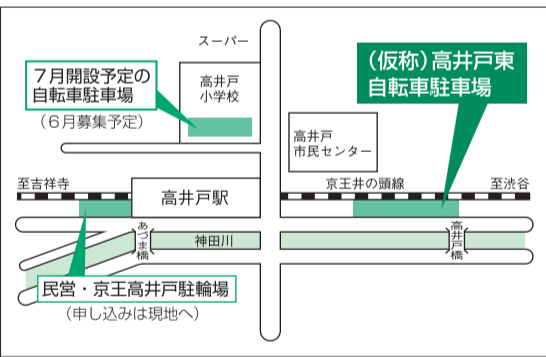 スーパー
7月開設予定の
自転車駐車場
(6月募集予定)
高井戸
小学校
(仮称)高井戸東
自転車駐車場
高井戸
市民センター
至吉祥寺
高井戸駅
京王井の頭線
至渋谷
あづま橋
神田川
高井戸橋
民営・京王高井戸駐輪場
(申し込みは現地へ)